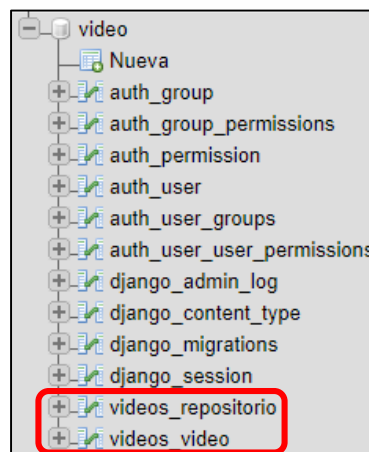 video
Nueva
auth_group
auth_group_permissions
auth_permission
auth_user
auth_user_groups
auth_user_user_permissions
django_admin_log
django_content_type
django_migrations
django_session
videos_repositorio
videos_video